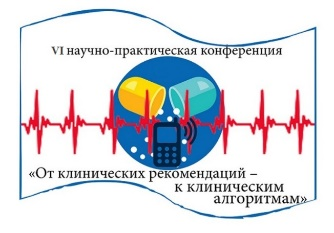 VI научно-практическая конференция
«От клинических рекомендаций –
к клиническим
алгоритмам»